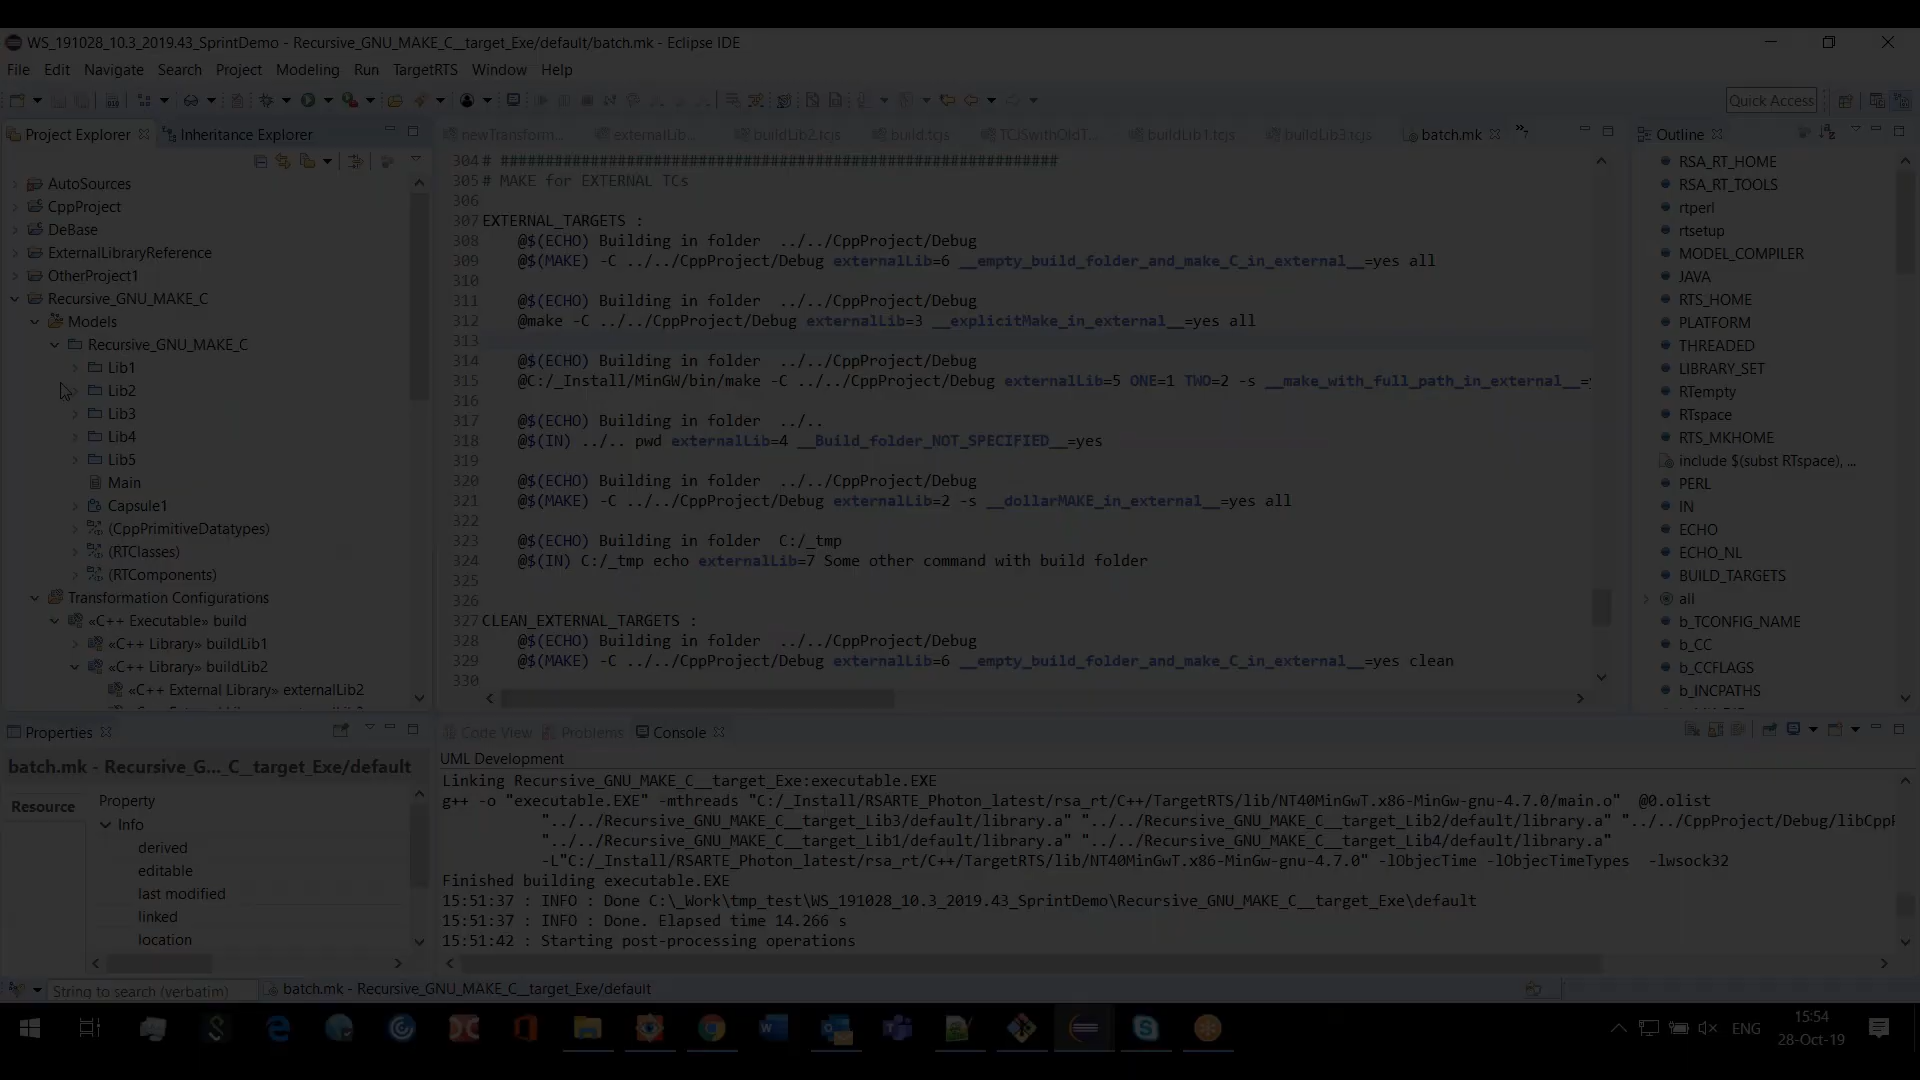 WS_191028_10.3_2019.43_SprintDemo - Recursive_GNU_MAKE_C__target_Exe/default/batch.mk - Eclipse IDE
File Edit Navigate Search Project Modeling Run TargetRTS Window Help
Quick Access
Project Explorer Inheritance Explorer
AutoSources
CppProject
DeBase
ExternalLibraryReference
OtherProject1
Recursive_GNU_MAKE_C
Models
Recursive_GNU_MAKE_C
Lib1
Lib2
Lib3
Lib4
Lib5
Main
Capsule1
(CppPrimitiveDatatypes)
(RTClasses)
(RTComponents)
Transformation Configurations
«C++ Executable» build
«C++ Library» buildLib1
«C++ Library» buildLib2
«C++ External Library» externalLib2
newTransform... externalLib... buildLib2.tcjs build.tcjs TCJSwithOldT... buildLib1.tcjs buildLib3.tcjs batch.mk
304 # ##############################################################
305 # MAKE for EXTERNAL TCs
306
307 EXTERNAL_TARGETS :
308 @$(ECHO) Building in folder ../../CppProject/Debug
309 @$(MAKE) -C ../../CppProject/Debug externalLib=6 __empty_build_folder_and_make_C_in_external__=yes all
310
311 @$(ECHO) Building in folder ../../CppProject/Debug
312 @make -C ../../CppProject/Debug externalLib=3 __explicitMake_in_external__=yes all
313
314 @$(ECHO) Building in folder ../../CppProject/Debug
315 @C:/_Install/MinGW/bin/make -C ../../CppProject/Debug externalLib=5 ONE=1 TWO=2 -s __make_with_full_path_in_external__=
316
317 @$(ECHO) Building in folder ../..
318 @$(IN) ../.. pwd externalLib=4 __Build_folder_NOT_SPECIFIED__=yes
319
320 @$(ECHO) Building in folder ../../CppProject/Debug
321 @$(MAKE) -C ../../CppProject/Debug externalLib=2 -s __dollarMAKE_in_external__=yes all
322
323 @$(ECHO) Building in folder C:/_tmp
324 @$(IN) C:/_tmp echo externalLib=7 Some other command with build folder
325
326
327 CLEAN_EXTERNAL_TARGETS :
328 @$(ECHO) Building in folder ../../CppProject/Debug
329 @$(MAKE) -C ../../CppProject/Debug externalLib=6 __empty_build_folder_and_make_C_in_external__=yes clean
330
Outline
RSA_RT_HOME
RSA_RT_TOOLS
rtperl
rtsetup
MODEL_COMPILER
JAVA
RTS_HOME
PLATFORM
THREADED
LIBRARY_SET
RTempty
RTspace
RTS_MKHOME
include $(subst RTspace), ...
PERL
IN
ECHO
ECHO_NL
BUILD_TARGETS
all
b_TCONFIG_NAME
b_CC
b_CCFLAGS
b_INCPATHS
Properties
batch.mk - Recursive_G..._C__target_Exe/default
Resource
Property
Info
derived
editable
last modified
linked
location
Code View Problems Console
UML Development
Linking Recursive_GNU_MAKE_C__target_Exe:executable.EXE
g++ -o "executable.EXE" -mthreads "C:/_Install/RSARTE_Photon_latest/rsa_rt/C++/TargetRTS/lib/NT40MinGwT.x86-MinGw-gnu-4.7.0/main.o" @0.olist
"../../Recursive_GNU_MAKE_C__target_Lib3/default/library.a" "../../Recursive_GNU_MAKE_C__target_Lib2/default/library.a" "../../CppProject/Debug/libCppP
"../../Recursive_GNU_MAKE_C__target_Lib1/default/library.a" "../../Recursive_GNU_MAKE_C__target_Lib4/default/library.a"
-L"C:/_Install/RSARTE_Photon_latest/rsa_rt/C++/TargetRTS/lib/NT40MinGwT.x86-MinGw-gnu-4.7.0" -lObjecTime -lObjecTimeTypes -lwsock32
Finished building executable.EXE
15:51:37 : INFO : Done C:\_Work\tmp_test\WS_191028_10.3_2019.43_SprintDemo\Recursive_GNU_MAKE_C__target_Exe\default
15:51:37 : INFO : Done. Elapsed time 14.266 s
15:51:42 : Starting post-processing operations
String to search (verbatim) batch.mk - Recursive_GNU_MAKE_C__target_Exe/default
ENG
15:54
28-Oct-19